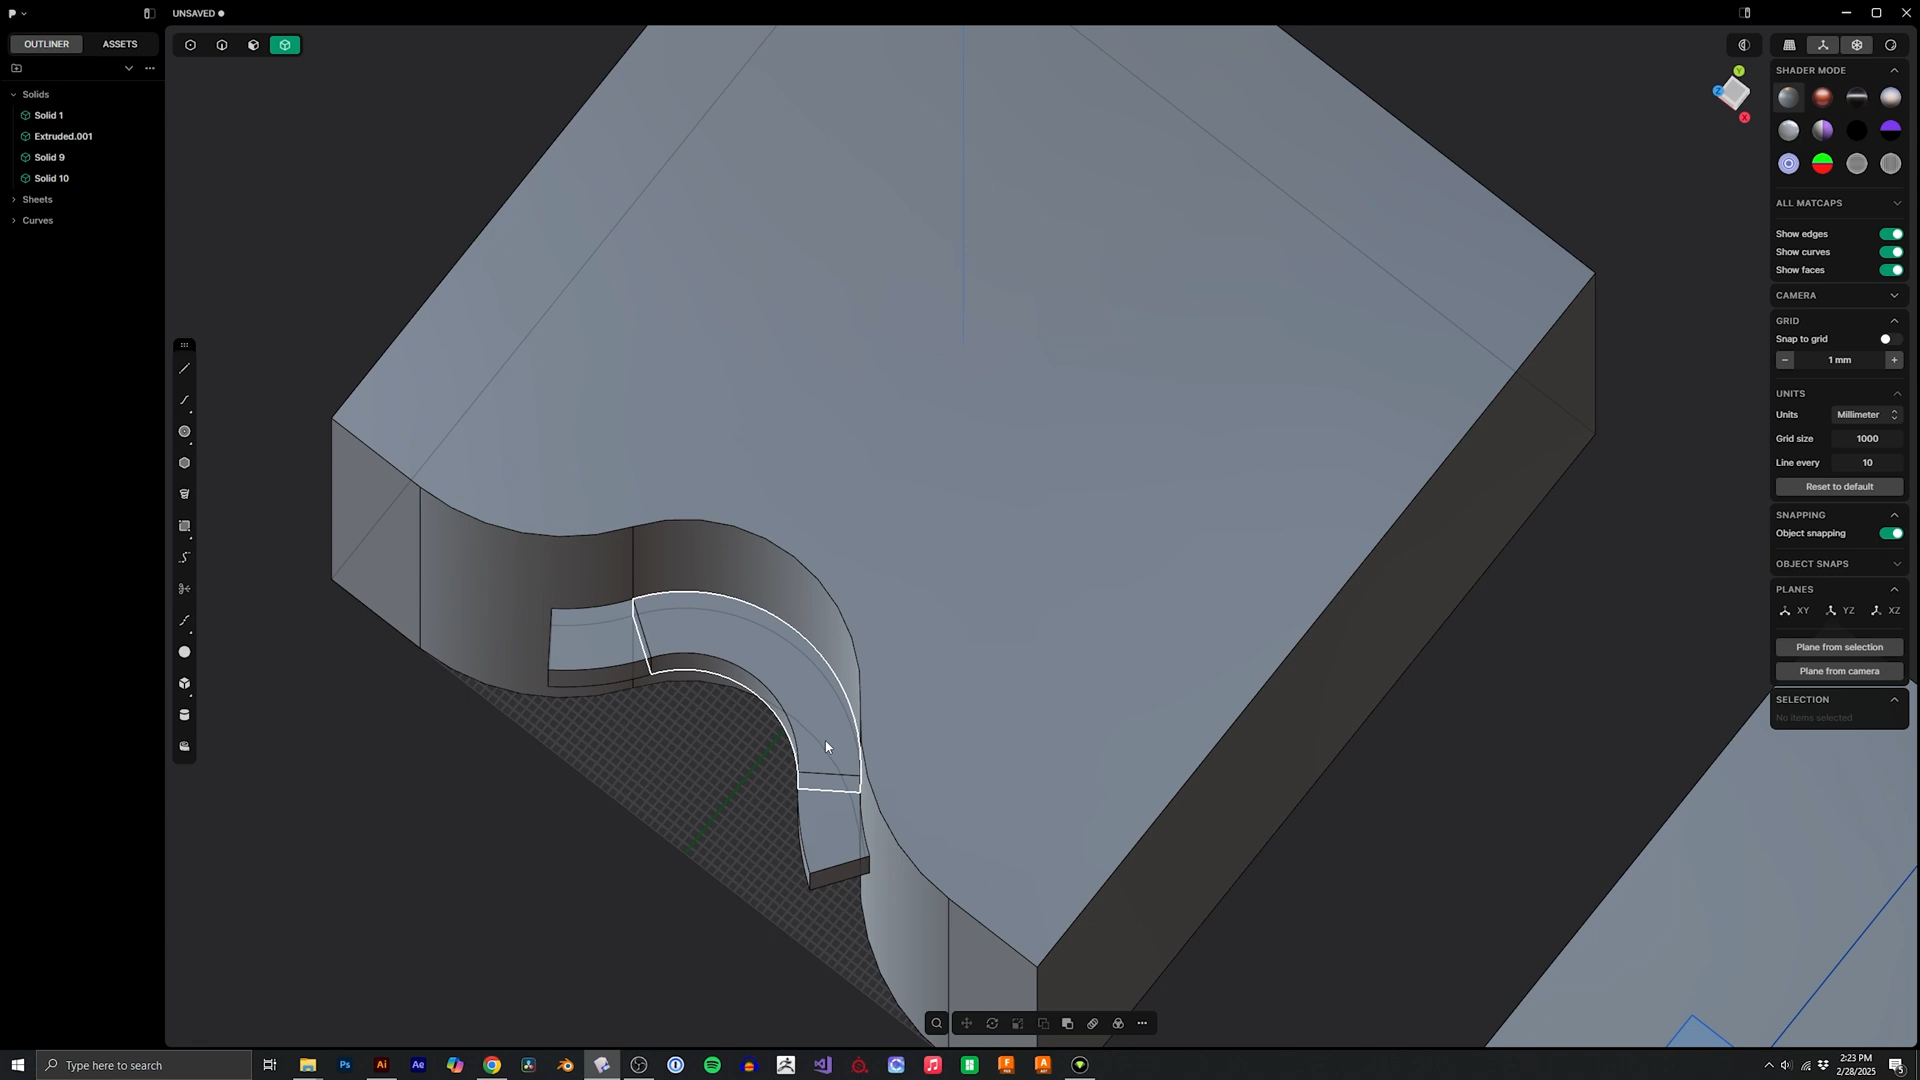 UNSAVED
OUTLINER
ASSETS
Solids
Solid 1
Extruded.001
Solid 9
Solid 10
Sheets
Curves
Y
Z
X
SHADER MODE
ALL MATCAPS
Show edges
Show curves
Show faces
CAMERA
GRID
Snap to grid
1 mm
UNITS
Units
Millimeter
Grid size
1000
Line every
10
Reset to default
SNAPPING
Object snapping
OBJECT SNAPS
PLANES
XY
YZ
XZ
Plane from selection
Plane from camera
SELECTION
No items selected
Type here to search
Ps
Ai
Ae
2:23 PM
2/28/2025